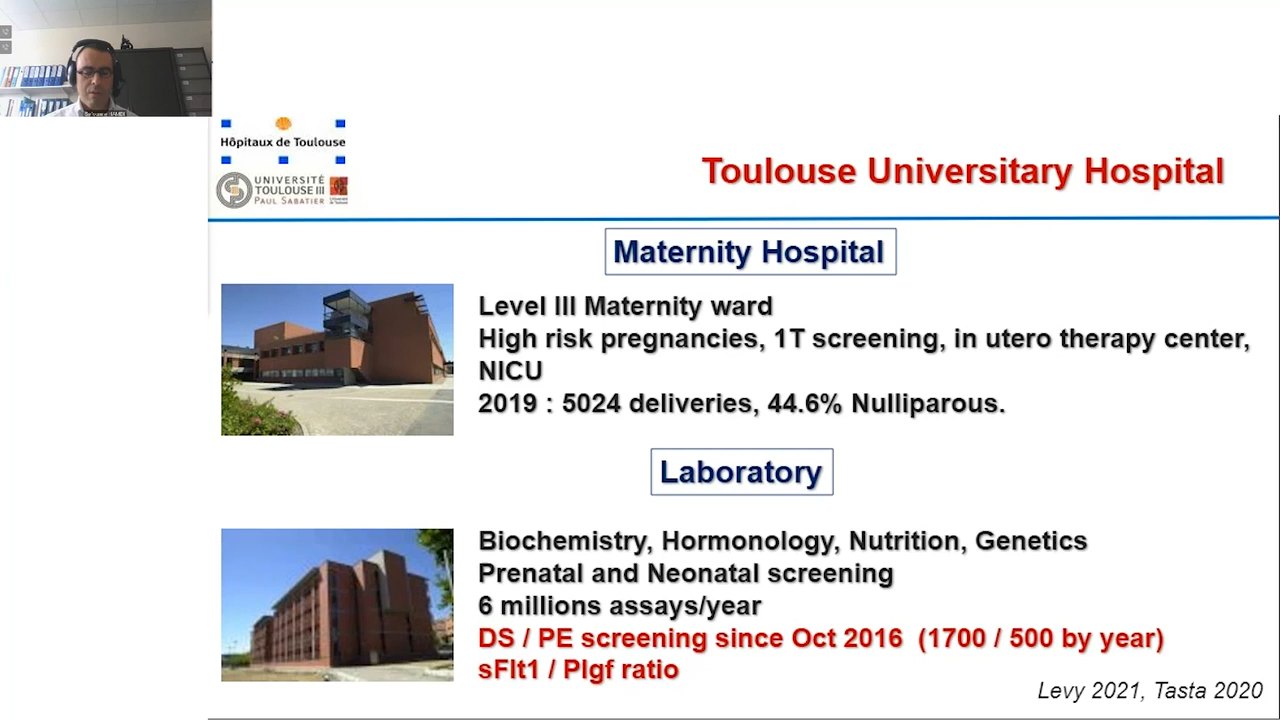 Hôpitaux de Toulouse
UNIVERSITÉ
TOULOUSE III
PAUL SABATIER
Toulouse Universitary Hospital
Maternity Hospital
Level III Maternity ward
High risk pregnancies, 1T screening, in utero therapy center,
NICU
2019 : 5024 deliveries, 44.6% Nulliparous.
Laboratory
Biochemistry, Hormonology, Nutrition, Genetics
Prenatal and Neonatal screening
6 millions assays/year
DS / PE screening since Oct 2016 (1700 / 500 by year)
sFlt1 / Plgf ratio
Levy 2021, Tasta 2020